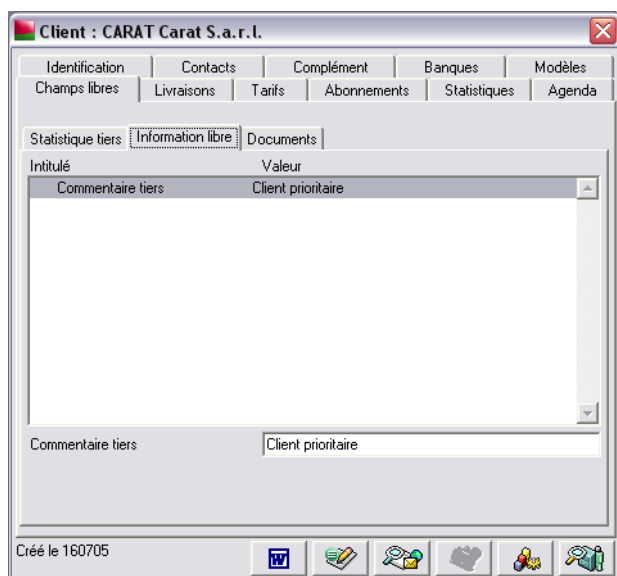 Client : CARAT Carat S.a.r.l.
Identification Contacts Complément Banques Modèles
Champs libres Livraisons Tarifs Abonnements Statistiques Agenda
Statistique tiers Information libre Documents
Intitulé Valeur
Commentaire tiers Client prioritaire
Commentaire tiers Client prioritaire
Créé le 160705 W